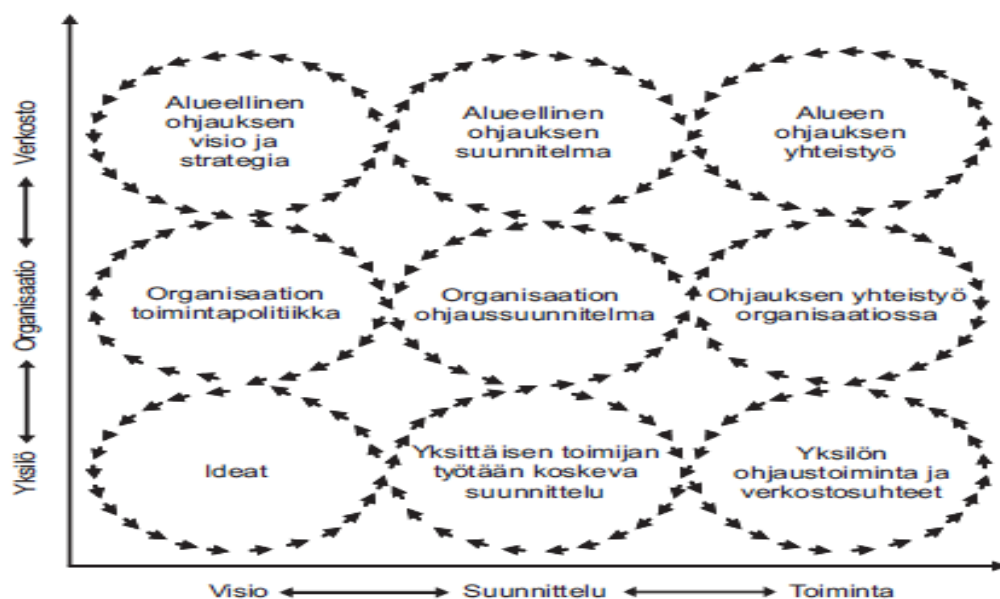 Verkosto
Organisaatio
Yksilö
Alueellinen
ohjauksen
visio ja
strategia
Alueellinen
ohjauksen
suunnitelma
Alueen
ohjauksen
yhteistyö
Organisaation
toimintapolitiikka
Organisaation
ohjaussuunnitelma
Ohjauksen yhteistyö
organisaatiossa
Ideat
Yksittäisen toimijan
työtään koskeva
suunnittelu
Yksilön
ohjaustoiminta ja
verkostosuhteet
Visio
Suunnittelu
Toiminta